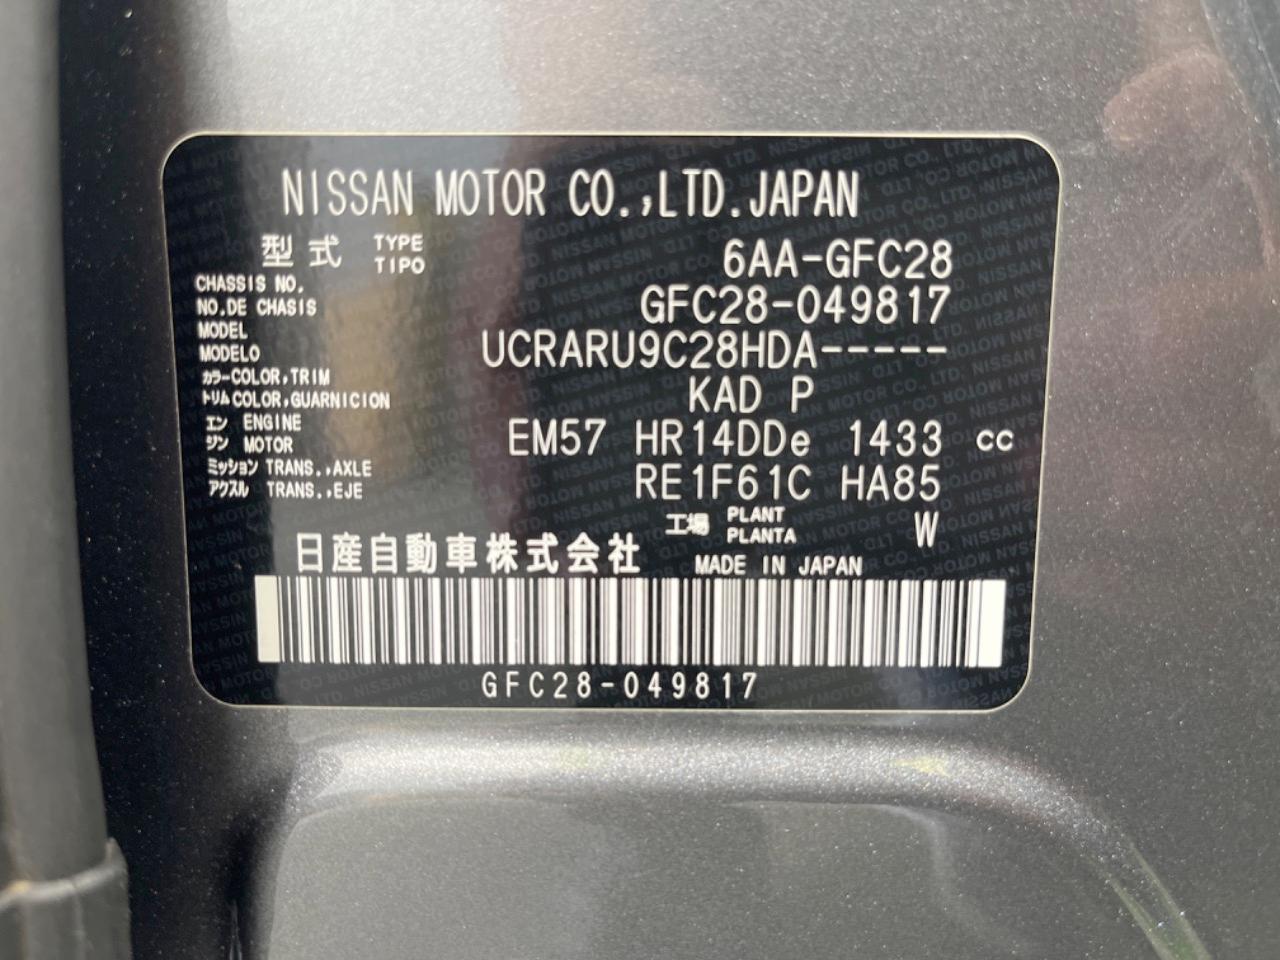 NISSAN MOTOR CO.,LTD.JAPAN
型式 TYPE TIPO 6AA-GFC28
CHASSIS NO. NO.DE CHASIS GFC28-049817
MODEL MODELO UCRARU9C28HDA-----
カラー COLOR,TRIM トリム COLOR,GUARNICION KAD P
エンジン ENGINE MOTOR EM57 HR14DDe 1433 cc
ミッション TRANS.,AXLE アクスル TRANS.,EJE RE1F61C HA85
工場 PLANT PLANTA W
日産自動車株式会社 MADE IN JAPAN
GFC28-049817